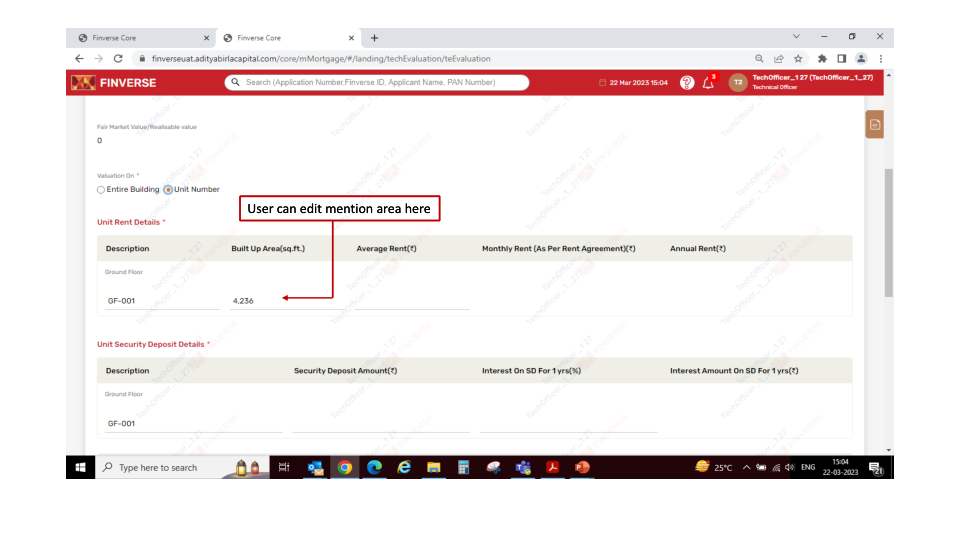 Finverse Core
Finverse Core
finverseuat.adityabirlacapital.com/core/mMortgage/#/landing/techEvaluation/teEvaluation
FINVERSE
Search (Application Number,Finverse ID, Applicant Name, PAN Number)
22 Mar 2023 15:04
3
T2
TechOfficer_127 (TechOfficer_1_27)
Technical Officer
Fair Market Value/Realisable value
0
Valuation On *
Entire Building Unit Number
User can edit mention area here
Unit Rent Details *
Description Built Up Area(sq.ft.) Average Rent(₹) Monthly Rent (As Per Rent Agreement)(₹) Annual Rent(₹)
Ground Floor
GF-001 4,236
Unit Security Deposit Details *
Description Security Deposit Amount(₹) Interest On SD For 1 yrs(%) Interest Amount On SD For 1 yrs(₹)
Ground Floor
GF-001
Type here to search
25°C
ENG
15:04
22-03-2023
21